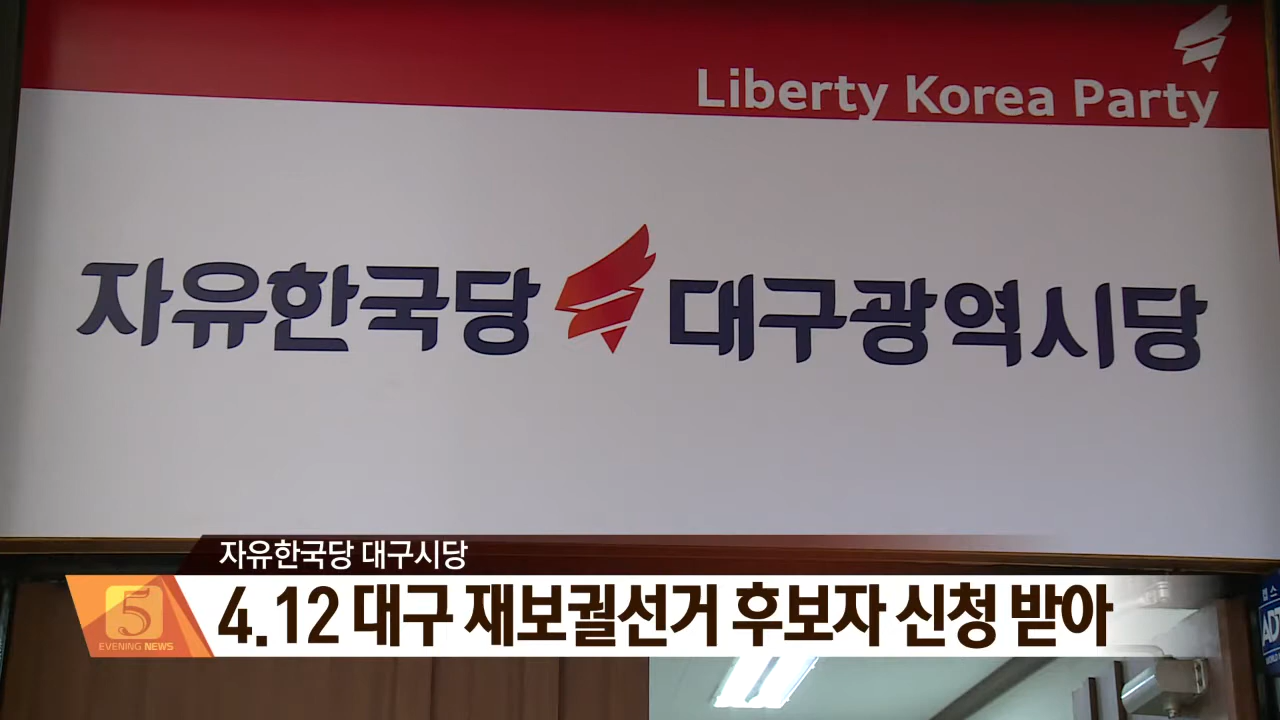 Liberty Korea Party
자유한국당 대구광역시당
자유한국당 대구시당
5
EVENING NEWS
4.12 대구 재보궐선거 후보자 신청 받아